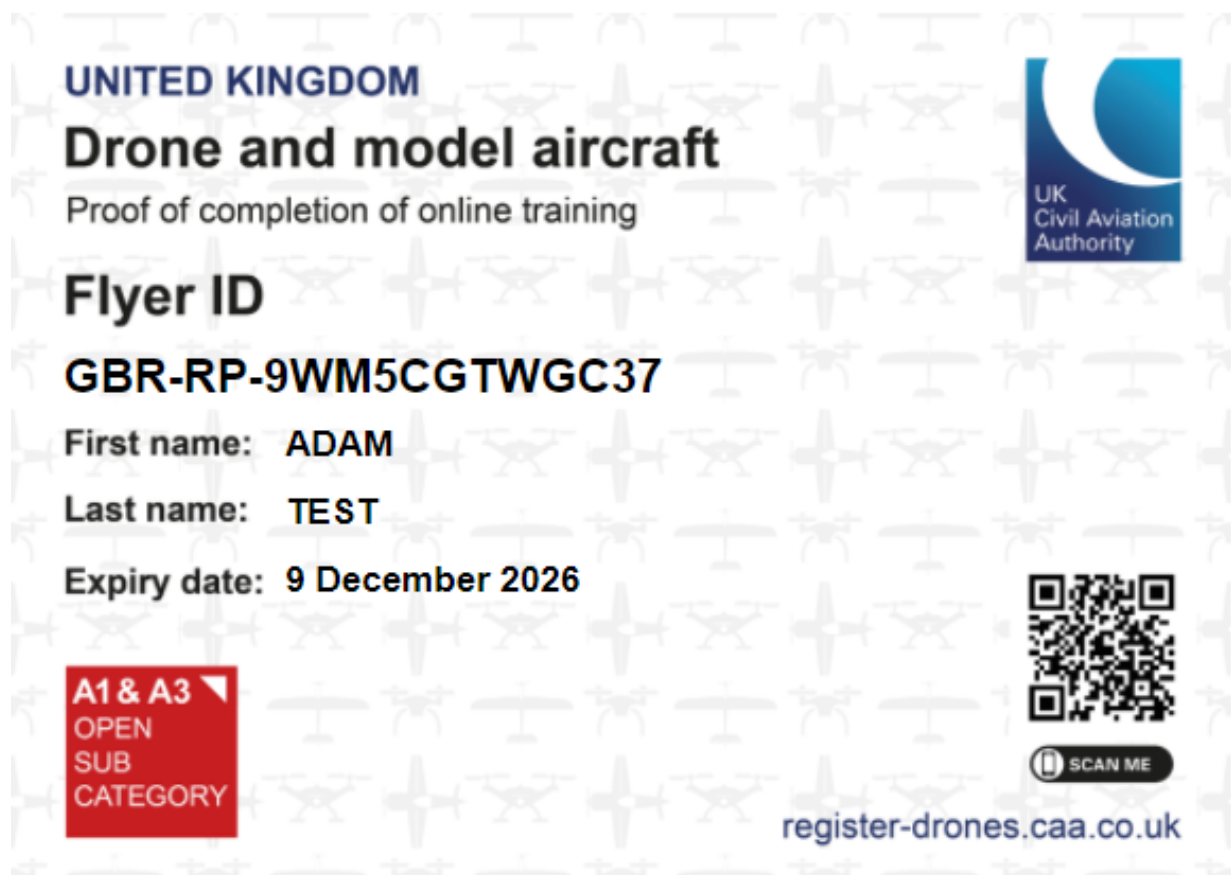 UNITED KINGDOM
Drone and model aircraft
Proof of completion of online training
UK
Civil Aviation
Authority
Flyer ID
GBR-RP-9WM5CGTWGC37
First name: ADAM
Last name: TEST
Expiry date: 9 December 2026
A1 & A3
OPEN
SUB
CATEGORY
SCAN ME
register-drones.caa.co.uk